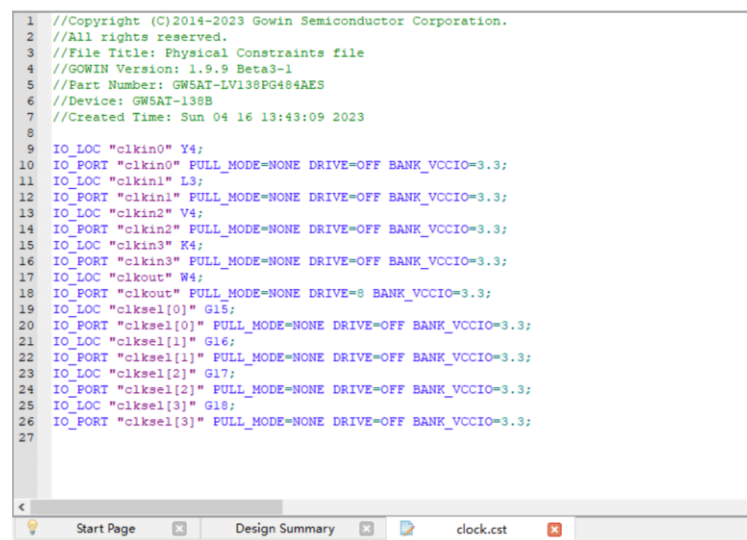 1 //Copyright (C)2014-2023 Gowin Semiconductor Corporation.
2 //All rights reserved.
3 //File Title: Physical Constraints file
4 //GOWIN Version: 1.9.9 Beta3-1
5 //Part Number: GW5AT-LV138PG484AES
6 //Device: GW5AT-138B
7 //Created Time: Sun 04 16 13:43:09 2023
8
9 IO_LOC "clkin0" Y4;
10 IO_PORT "clkin0" PULL_MODE=NONE DRIVE=OFF BANK_VCCIO=3.3;
11 IO_LOC "clkin1" L3;
12 IO_PORT "clkin1" PULL_MODE=NONE DRIVE=OFF BANK_VCCIO=3.3;
13 IO_LOC "clkin2" V4;
14 IO_PORT "clkin2" PULL_MODE=NONE DRIVE=OFF BANK_VCCIO=3.3;
15 IO_LOC "clkin3" K4;
16 IO_PORT "clkin3" PULL_MODE=NONE DRIVE=OFF BANK_VCCIO=3.3;
17 IO_LOC "clkout" W4;
18 IO_PORT "clkout" PULL_MODE=NONE DRIVE=8 BANK_VCCIO=3.3;
19 IO_LOC "clksel[0]" G15;
20 IO_PORT "clksel[0]" PULL_MODE=NONE DRIVE=OFF BANK_VCCIO=3.3;
21 IO_LOC "clksel[1]" G16;
22 IO_PORT "clksel[1]" PULL_MODE=NONE DRIVE=OFF BANK_VCCIO=3.3;
23 IO_LOC "clksel[2]" G17;
24 IO_PORT "clksel[2]" PULL_MODE=NONE DRIVE=OFF BANK_VCCIO=3.3;
25 IO_LOC "clksel[3]" G18;
26 IO_PORT "clksel[3]" PULL_MODE=NONE DRIVE=OFF BANK_VCCIO=3.3;
27
Start Page Design Summary clock.cst